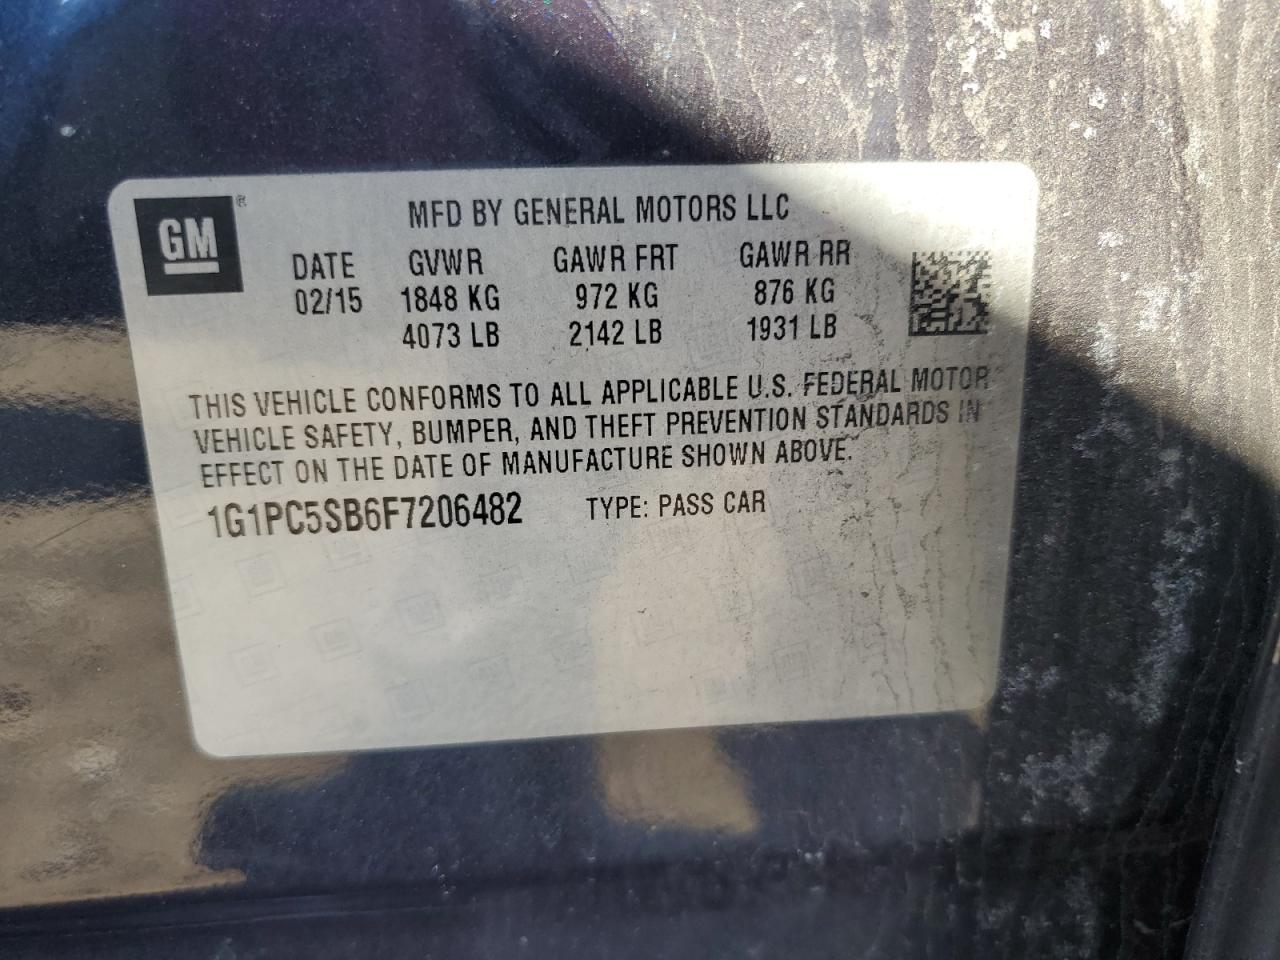 GM ®
MFD BY GENERAL MOTORS LLC
DATE GVWR GAWR FRT GAWR RR
02/15 1848 KG 972 KG 876 KG
4073 LB 2142 LB 1931 LB
THIS VEHICLE CONFORMS TO ALL APPLICABLE U.S. FEDERAL MOTOR
VEHICLE SAFETY, BUMPER, AND THEFT PREVENTION STANDARDS IN
EFFECT ON THE DATE OF MANUFACTURE SHOWN ABOVE.
1G1PC5SB6F7206482 TYPE: PASS CAR